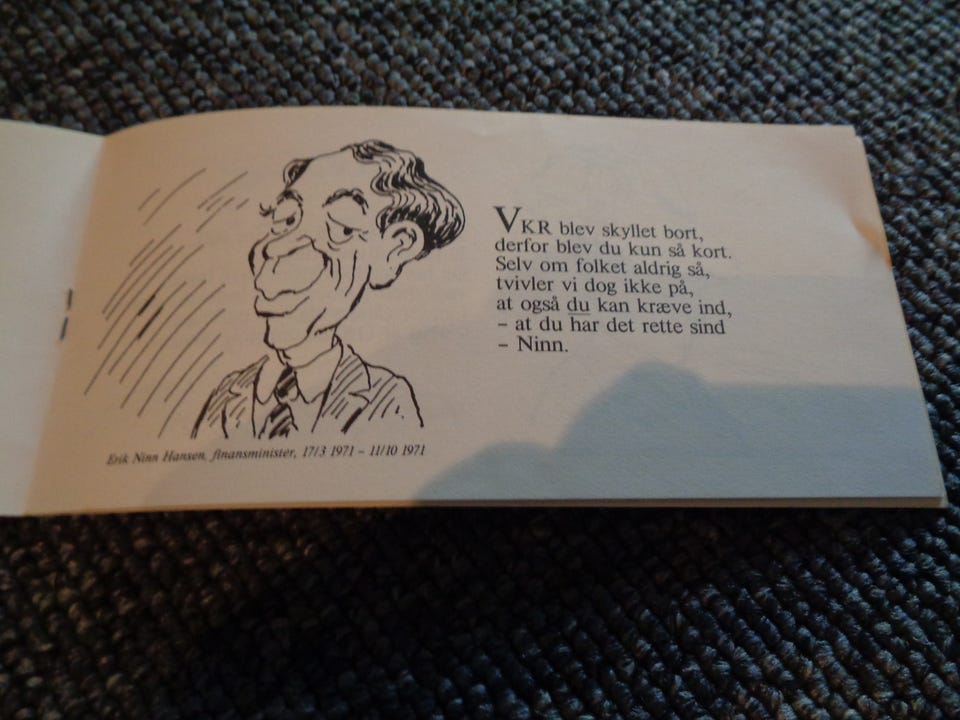 VKR blev skyllet bort,
derfor blev du kun så kort.
Selv om folket aldrig så,
tvivler vi dog ikke på,
at også du kan kræve ind,
– at du har det rette sind
– Ninn.
Erik Ninn Hansen, finansminister, 17/3 1971 – 11/10 1971